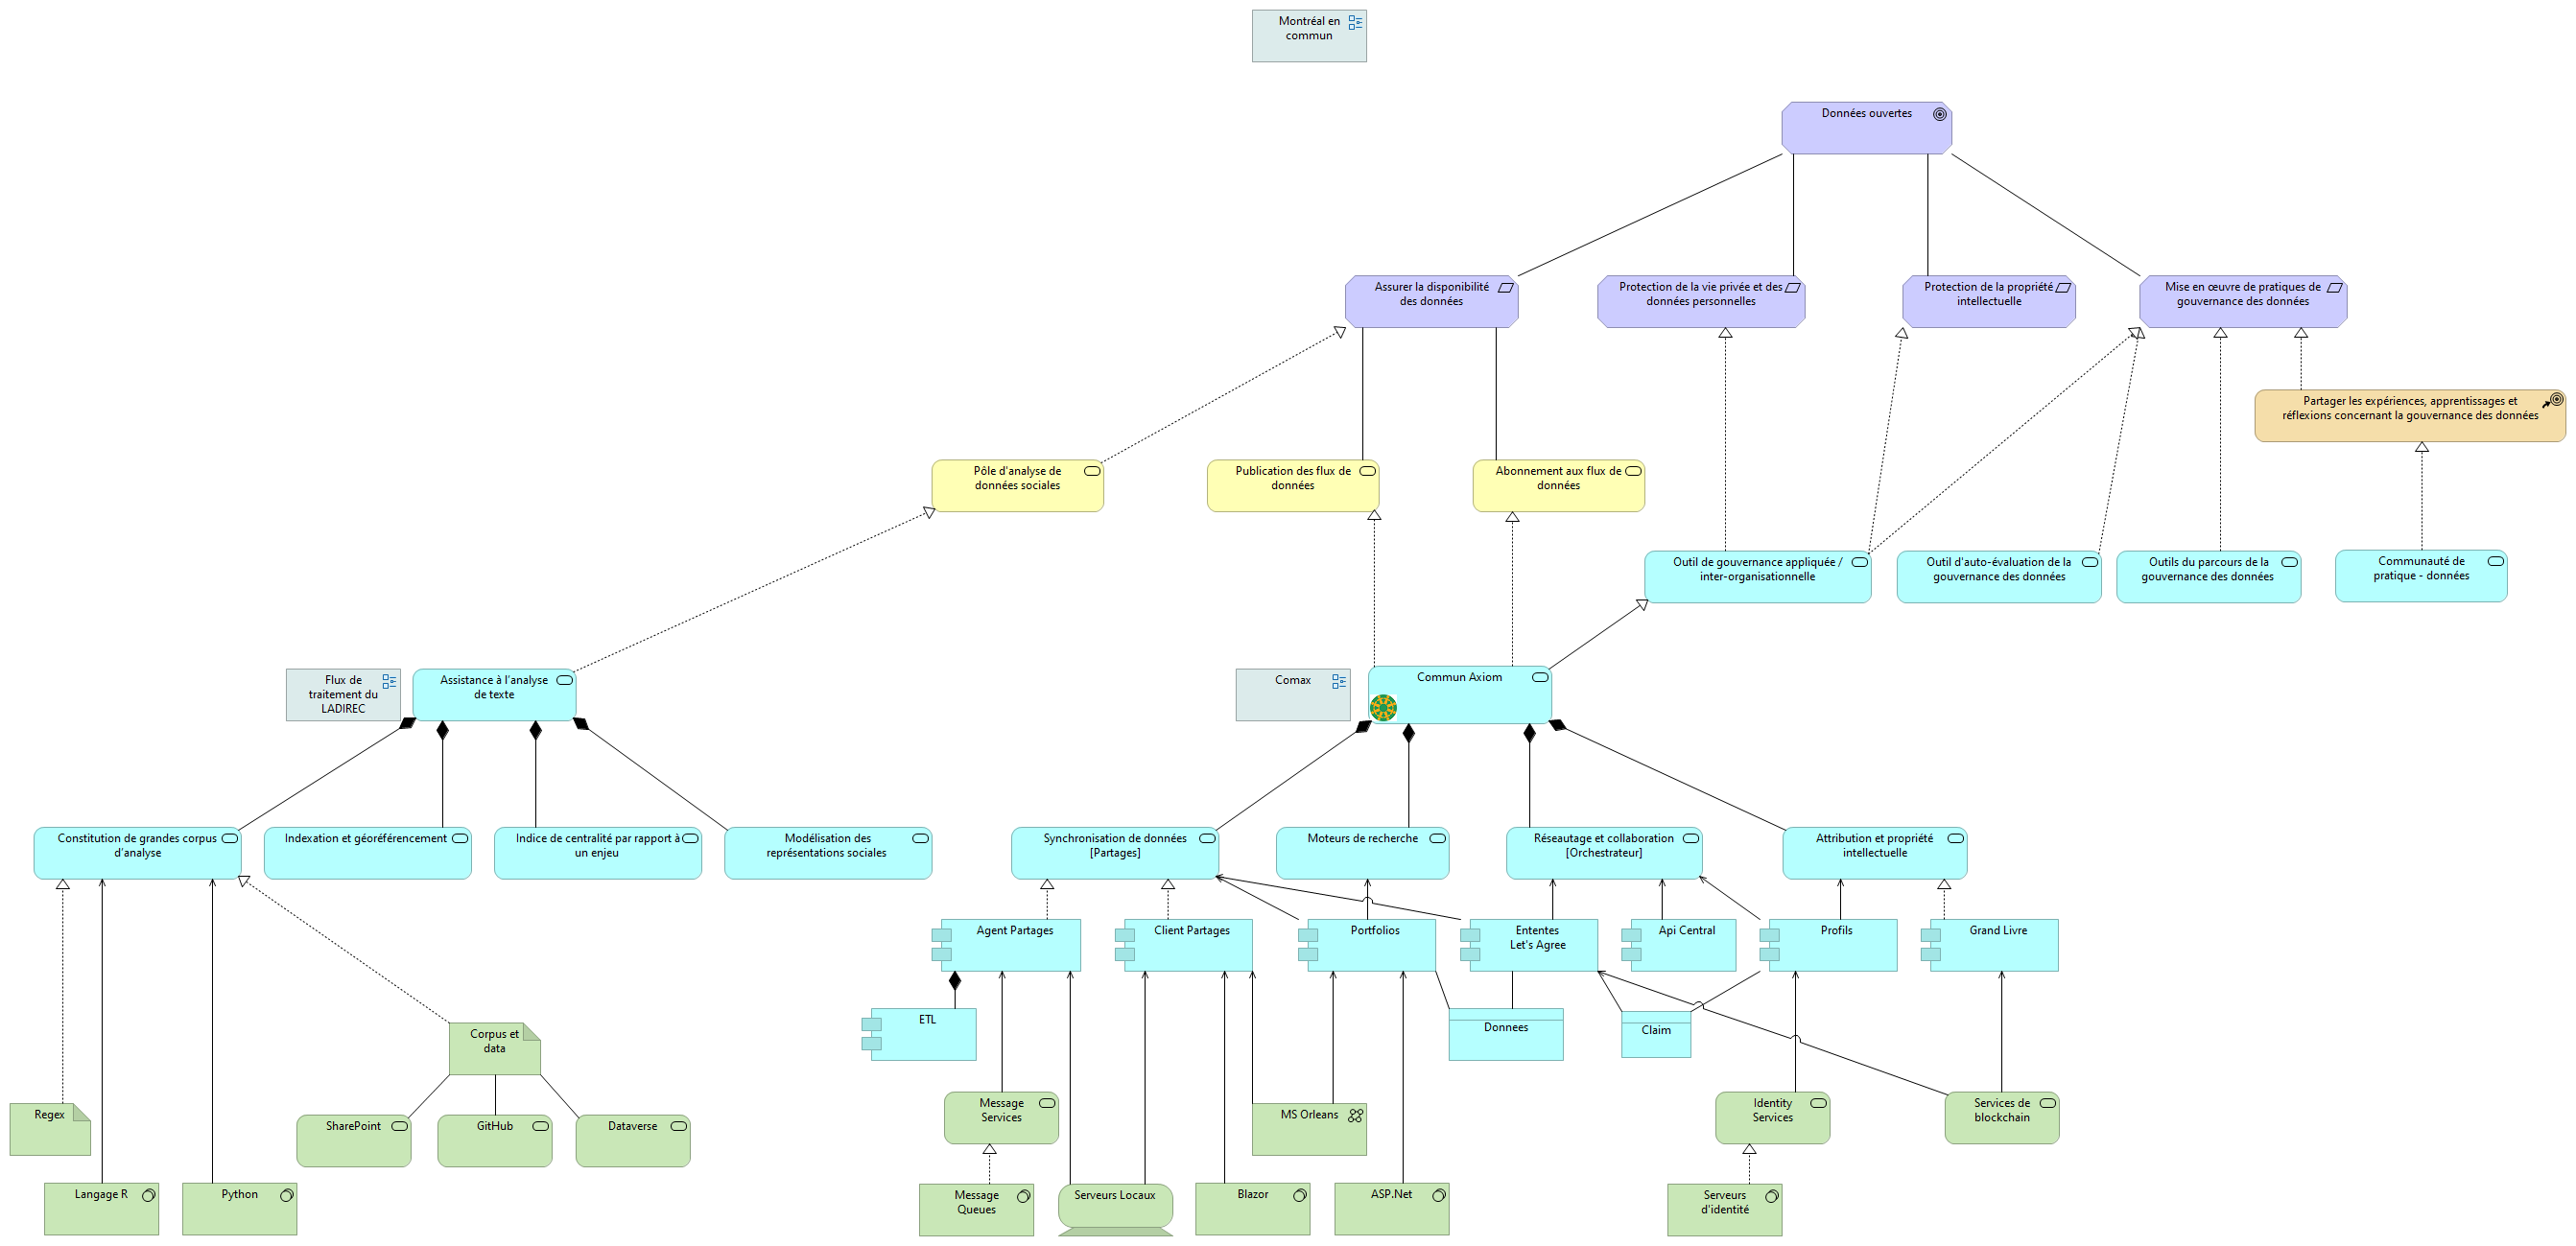 Montréal en
commun
Données ouvertes
Assurer la disponibilité
des données
Protection de la vie privée et des
données personnelles
Protection de la propriété
intellectuelle
Mise en œuvre de pratiques de
gouvernance des données
Partager les expériences, apprentissages et
réflexions concernant la gouvernance des données
Pôle d'analyse de
données sociales
Publication des flux de
données
Abonnement aux flux de
données
Outil de gouvernance appliquée /
inter-organisationnelle
Outil d'auto-évaluation de la
gouvernance des données
Outils du parcours de la
gouvernance des données
Communauté de
pratique - données
Flux de
traitement du
LADIREC
Assistance à l'analyse
de texte
Comax
Commun Axiom
Constitution de grandes corpus
d'analyse
Indexation et géoréférencement
Indice de centralité par rapport à
un enjeu
Modélisation des
représentations sociales
Synchronisation de données
[Partages]
Moteurs de recherche
Réseautage et collaboration
[Orchestrateur]
Attribution et propriété
intellectuelle
Agent Partages
Client Partages
Portfolios
Ententes
Let's Agree
Api Central
Profils
Grand Livre
ETL
Donnees
Claim
Corpus et
data
Regex
SharePoint
GitHub
Dataverse
Message
Services
MS Orleans
Identity
Services
Services de
blockchain
Langage R
Python
Message
Queues
Serveurs Locaux
Blazor
ASP.Net
Serveurs
d'identité